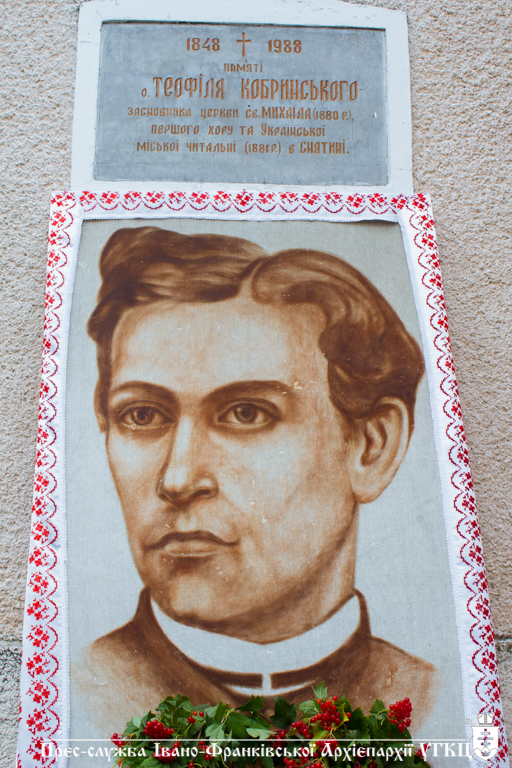 1848 † 1988
ПАМ'ЯТІ
о. ТЕОФІЛЯ КОБРИНСЬКОГО-
ЗАСНОВНИКА ЦЕРКВИ СВ. МИХАЇЛА (1880 р.),
ПЕРШОГО ХОРУ ТА УКРАЇНСЬКОЇ
МІСЬКОЇ ЧИТАЛЬНІ (1881 р.) В СНЯТИНІ.
Прес-служба Івано-Франківської Архієпархії УГКЦ